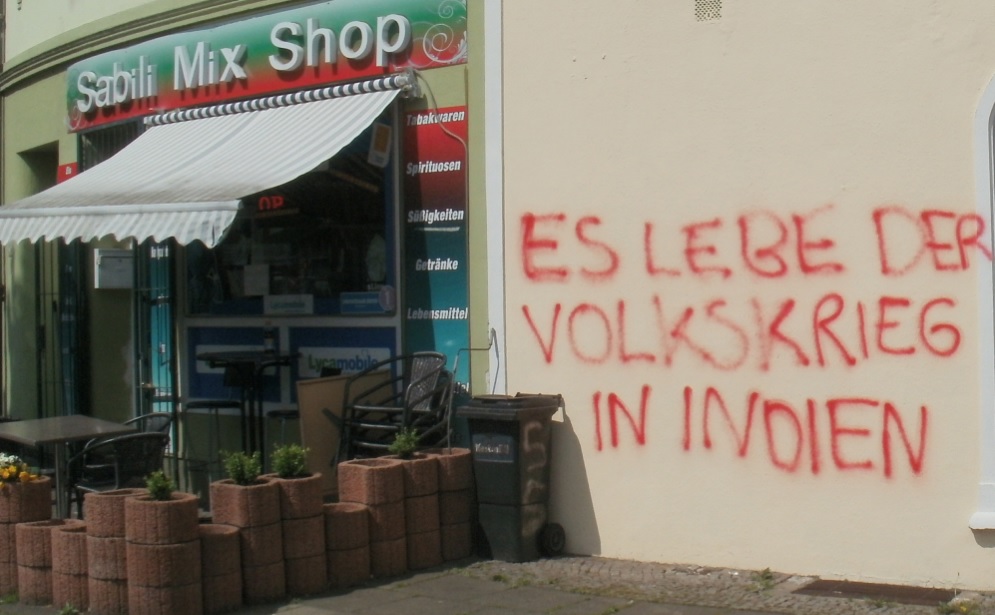 Sabili Mix Shop
Tabakwaren
Spirituosen
Süßigkeiten
Getränke
Lebensmittel
Lycamobile
ES LEBE DER
VOLKSKRIEG
IN INDIEN